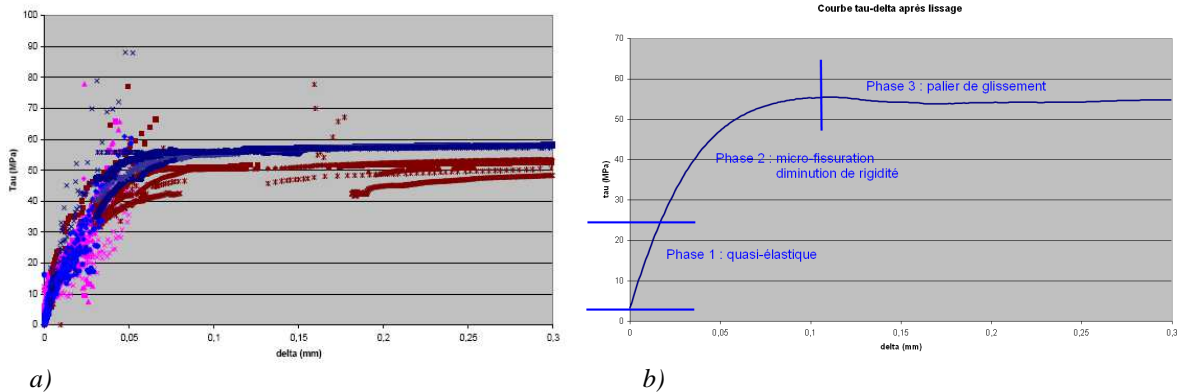 100
90
80
70
60
50
40
30
20
10
0
Tau (MPa)
0 0,05 0,1 0,15 0,2 0,25 0,3
delta (mm)
a)
Courbe tau-delta après lissage
70
60
50
40
30
20
10
0
tau (MPa)
Phase 3 : palier de glissement
Phase 2 : micro-fissuration
diminution de rigidité
Phase 1 : quasi-élastique
0 0,05 0,1 0,15 0,2 0,25 0,3
delta (mm)
b)